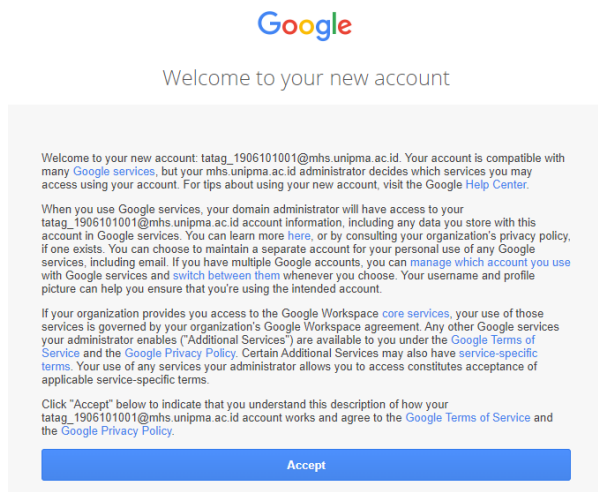 Google
Welcome to your new account
Welcome to your new account: tatag_1906101001@mhs.unipma.ac.id. Your account is compatible with
many Google services, but your mhs.unipma.ac.id administrator decides which services you may
access using your account. For tips about using your new account, visit the Google Help Center.
When you use Google services, your domain administrator will have access to your
tatag_1906101001@mhs.unipma.ac.id account information, including any data you store with this
account in Google services. You can learn more here, or by consulting your organization's privacy policy,
if one exists. You can choose to maintain a separate account for your personal use of any Google
services, including email. If you have multiple Google accounts, you can manage which account you use
with Google services and switch between them whenever you choose. Your username and profile
picture can help you ensure that you're using the intended account.
If your organization provides you access to the Google Workspace core services, your use of those
services is governed by your organization's Google Workspace agreement. Any other Google services
your administrator enables ("Additional Services") are available to you under the Google Terms of
Service and the Google Privacy Policy. Certain Additional Services may also have service-specific
terms. Your use of any services your administrator allows you to access constitutes acceptance of
applicable service-specific terms.
Click "Accept" below to indicate that you understand this description of how your
tatag_1906101001@mhs.unipma.ac.id account works and agree to the Google Terms of Service and
the Google Privacy Policy.
Accept